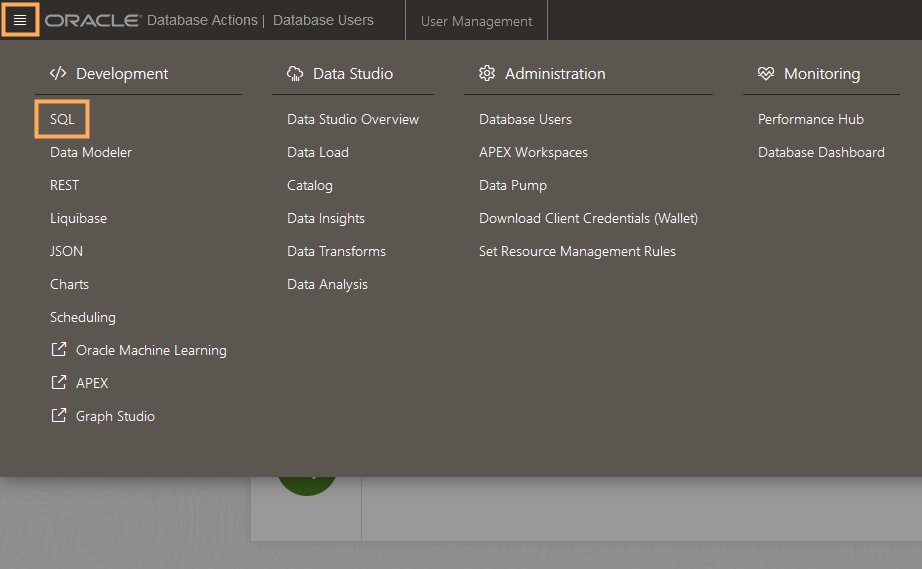 ORACLE Database Actions | Database Users User Management
Development
SQL
Data Modeler
REST
Liquibase
JSON
Charts
Scheduling
Oracle Machine Learning
APEX
Graph Studio
Data Studio
Data Studio Overview
Data Load
Catalog
Data Insights
Data Transforms
Data Analysis
Administration
Database Users
APEX Workspaces
Data Pump
Download Client Credentials (Wallet)
Set Resource Management Rules
Monitoring
Performance Hub
Database Dashboard